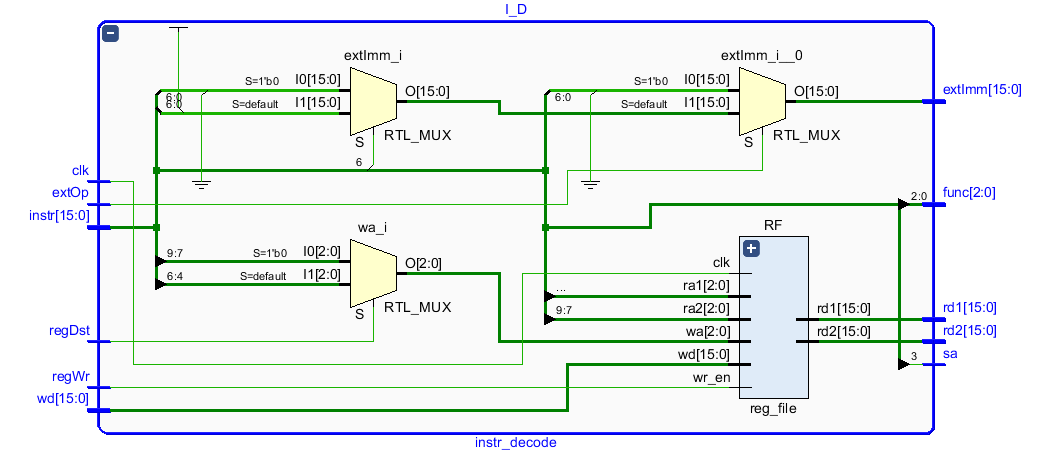 I_D
extImm_i
extImm_i__0
S=1'b0
I0[15:0]
O[15:0]
6:0
6:0
S=default
I1[15:0]
S
RTL_MUX
6
S=1'b0
I0[15:0]
O[15:0]
6:0
S=default
I1[15:0]
S
RTL_MUX
extImm[15:0]
clk
extOp
instr[15:0]
2:0
func[2:0]
wa_i
9:7
S=1'b0
I0[2:0]
O[2:0]
6:4
S=default
I1[2:0]
S
RTL_MUX
regDst
regWr
wd[15:0]
RF
clk
...
ra1[2:0]
9:7
ra2[2:0]
wa[2:0]
wd[15:0]
wr_en
rd1[15:0]
rd2[15:0]
reg_file
rd1[15:0]
rd2[15:0]
3
sa
instr_decode